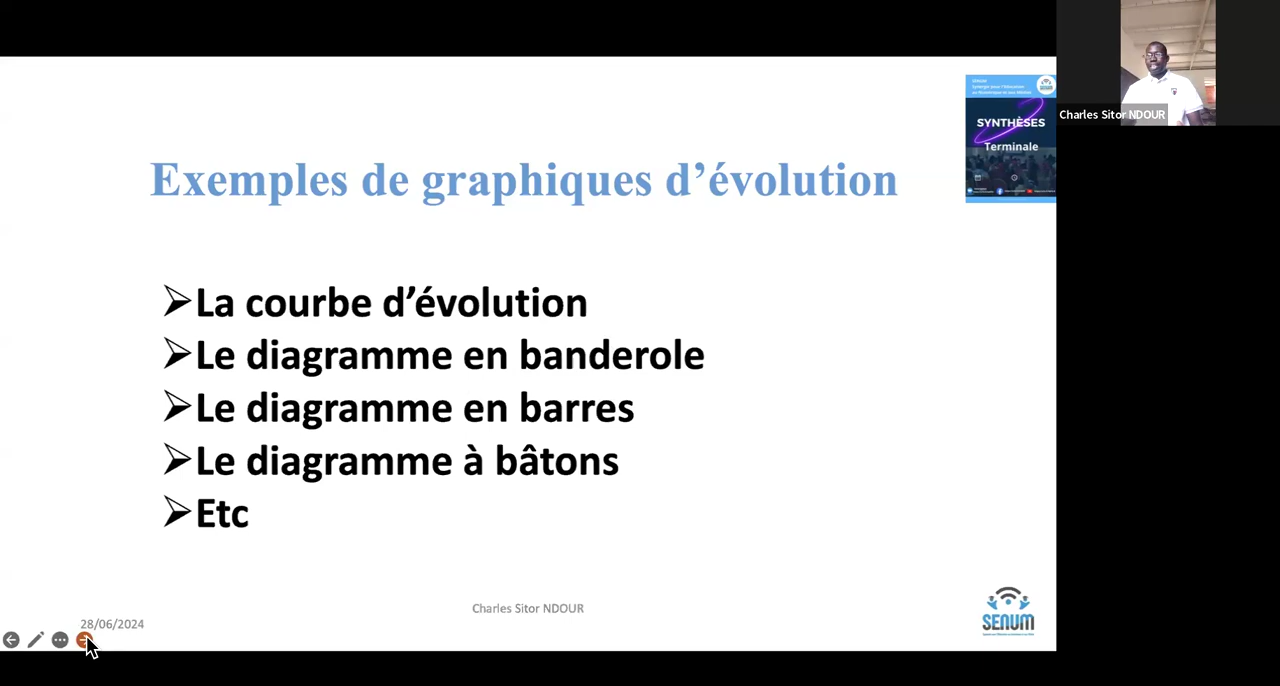 SENUM
SYNTHÈSES
Terminale
Charles Sitor NDOUR
Exemples de graphiques d’évolution
➢La courbe d’évolution
➢Le diagramme en banderole
➢Le diagramme en barres
➢Le diagramme à bâtons
➢Etc
Charles Sitor NDOUR
28/06/2024
SENUM